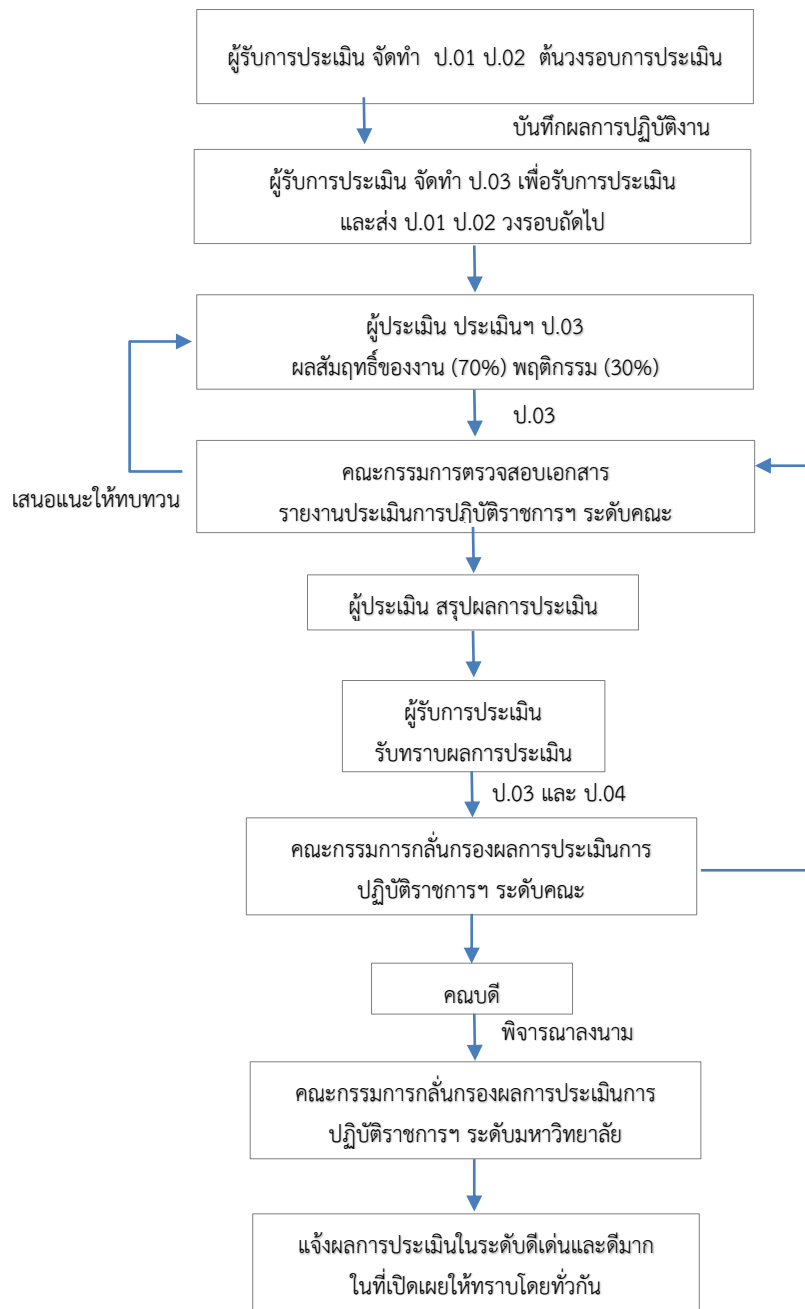 ผู้รับการประเมิน จัดทำ ป.01 ป.02 ต้นวงรอบการประเมิน
บันทึกผลการปฏิบัติงาน
ผู้รับการประเมิน จัดทำ ป.03 เพื่อรับการประเมิน
และส่ง ป.01 ป.02 วงรอบถัดไป
ผู้ประเมิน ประเมินฯ ป.03
ผลสัมฤทธิ์ของงาน (70%) พฤติกรรม (30%)
ป.03
คณะกรรมการตรวจสอบเอกสาร
รายงานประเมินการปฏิบัติราชการฯ ระดับคณะ
เสนอแนะให้ทบทวน
ผู้ประเมิน สรุปผลการประเมิน
ผู้รับการประเมิน
รับทราบผลการประเมิน
ป.03 และ ป.04
คณะกรรมการกลั่นกรองผลการประเมินการ
ปฏิบัติราชการฯ ระดับคณะ
คณบดี
พิจารณาลงนาม
คณะกรรมการกลั่นกรองผลการประเมินการ
ปฏิบัติราชการฯ ระดับมหาวิทยาลัย
แจ้งผลการประเมินในระดับดีเด่นและดีมาก
ในที่เปิดเผยให้ทราบโดยทั่วกัน